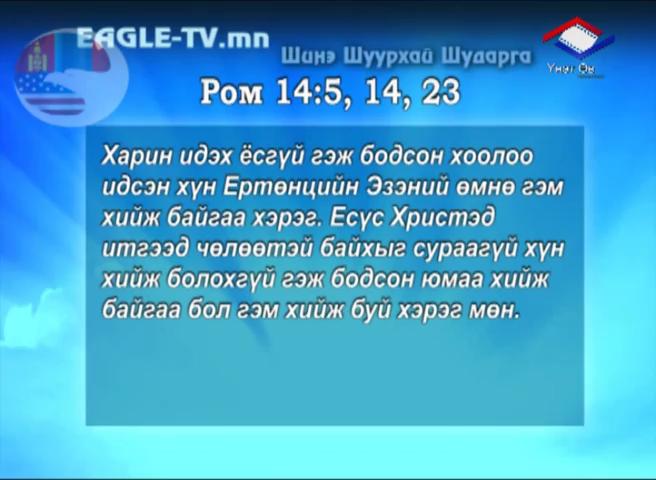 EAGLE-TV.mn
Шинэ Шуурхай Шударга
Үнэт Өв
Ром 14:5, 14, 23
Харин идэх ёсгүй гэж бодсон хоолоо
идсэн хүн Ертөнцийн Эзэний өмнө гэм
хийж байгаа хэрэг. Есүс Христэд
итгээд чөлөөтэй байхыг сураагүй хүн
хийж болохгүй гэж бодсон юмаа хийж
байгаа бол гэм хийж буй хэрэг мөн.